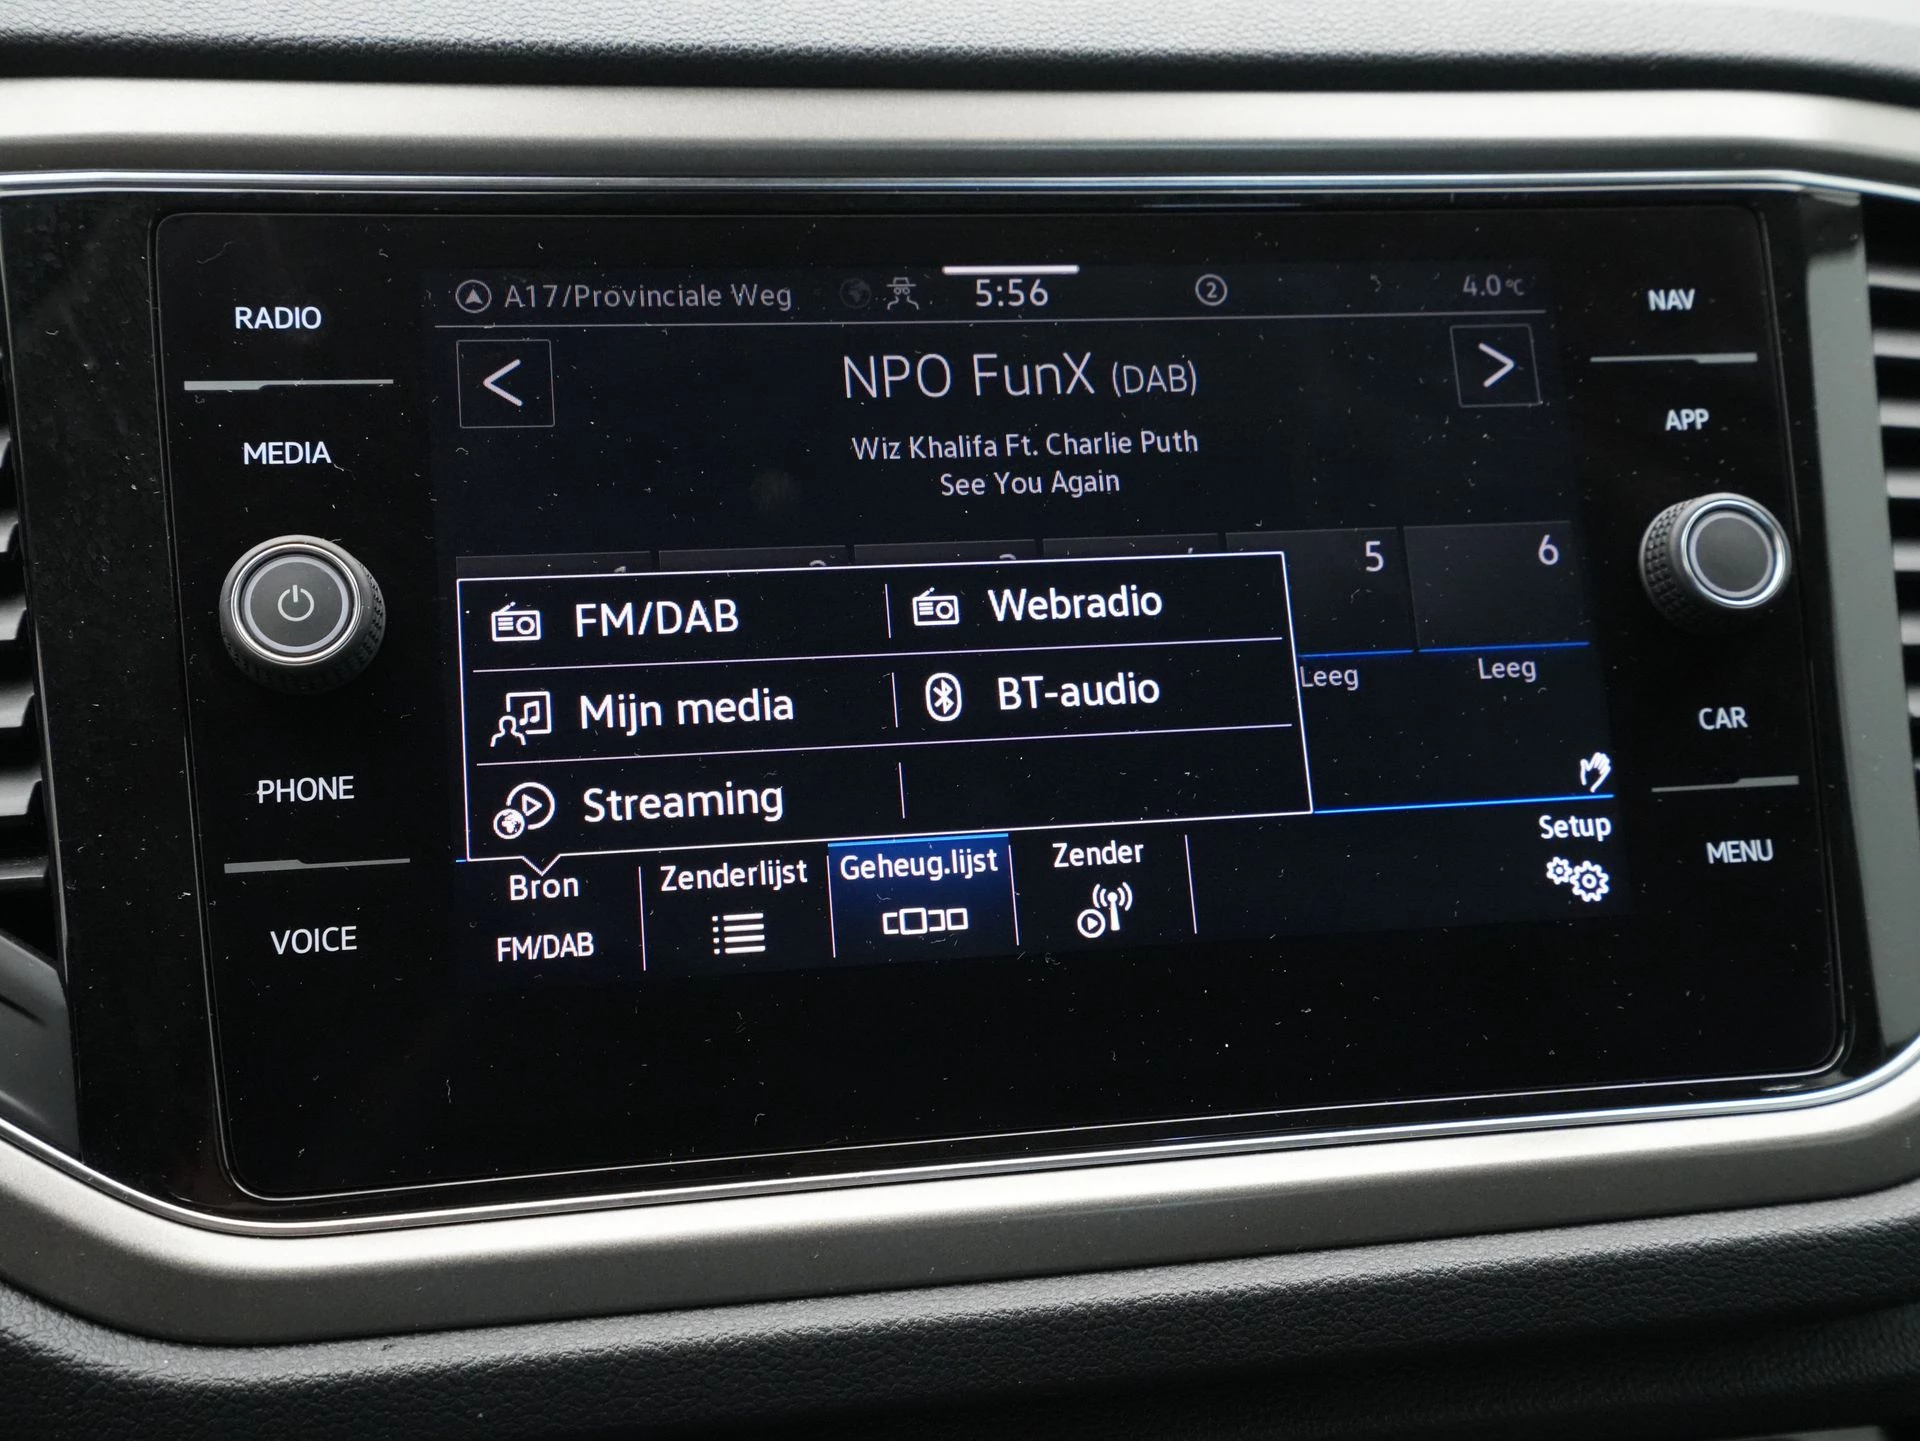 RADIO
MEDIA
PHONE
VOICE
A17/Provinciale Weg
5:56
2
4.0°C
NPO FunX (DAB)
Wiz Khalifa Ft. Charlie Puth
See You Again
5
6
Leeg
Leeg
FM/DAB
Webradio
Mijn media
BT-audio
Streaming
Bron
FM/DAB
Zenderlijst
Geheug.lijst
Zender
Setup
NAV
APP
CAR
MENU